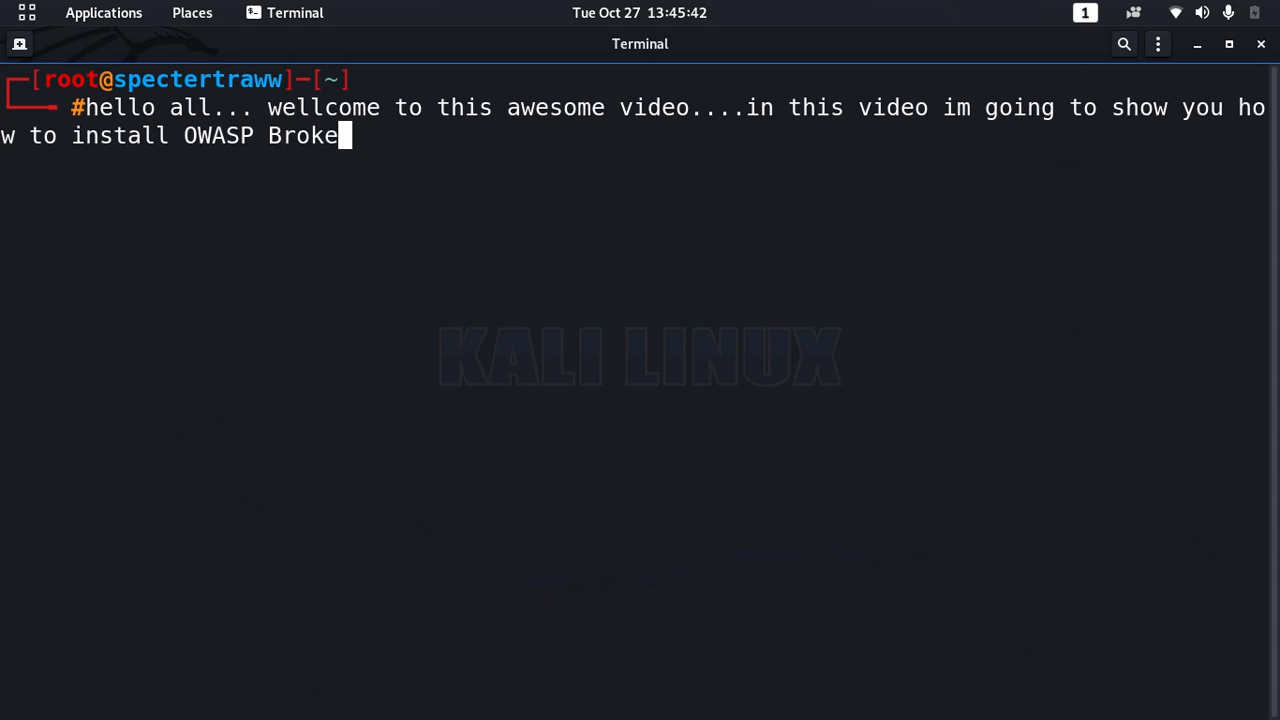 Applications Places Terminal Tue Oct 27 13:45:42 1
Terminal
[root@spectertraww]-[~]
#hello all... wellcome to this awesome video....in this video im going to show you ho
w to install OWASP Broke
KALI LINUX